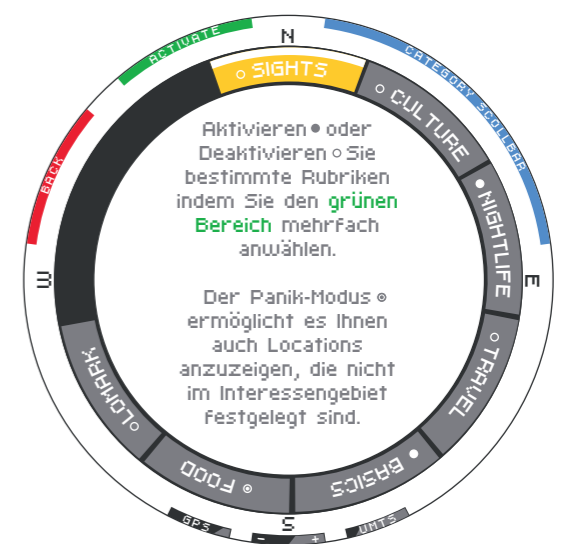 N
ACTIVATE
CATEGORY SCOLLBAR
BACK
SIGHTS
CULTURE
NIGHTLIFE
TRAVEL
BASICS
FOOD
LOMARK
Aktivieren ● oder
Deaktivieren ○ Sie
bestimmte Rubriken
indem Sie den grünen
Bereich mehrfach
anwählen.
Der Panik-Modus ◉
ermöglicht es Ihnen
auch Locations
anzuzeigen, die nicht
im Interessengebiet
festgelegt sind.
W
E
S
GPS
- +
UMTS